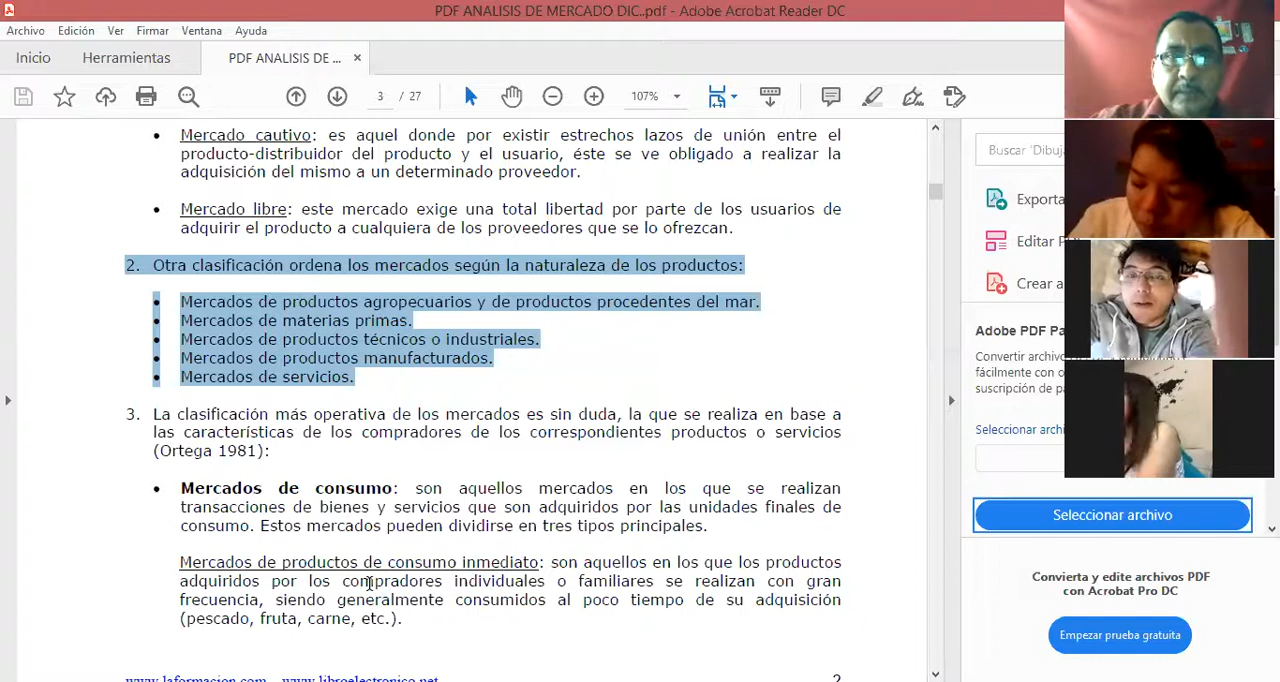 PDF ANALISIS DE MERCADO DIC..pdf - Adobe Acrobat Reader DC
Archivo Edición Ver Firmar Ventana Ayuda
Inicio Herramientas PDF ANALISIS DE ... ×
3 / 27 107%
• Mercado cautivo: es aquel donde por existir estrechos lazos de unión entre el
producto-distribuidor del producto y el usuario, éste se ve obligado a realizar la
adquisición del mismo a un determinado proveedor.
• Mercado libre: este mercado exige una total libertad por parte de los usuarios de
adquirir el producto a cualquiera de los proveedores que se lo ofrezcan.
2. Otra clasificación ordena los mercados según la naturaleza de los productos:
• Mercados de productos agropecuarios y de productos procedentes del mar.
• Mercados de materias primas.
• Mercados de productos técnicos o industriales.
• Mercados de productos manufacturados.
• Mercados de servicios.
3. La clasificación más operativa de los mercados es sin duda, la que se realiza en base a
las características de los compradores de los correspondientes productos o servicios
(Ortega 1981):
• Mercados de consumo: son aquellos mercados en los que se realizan
transacciones de bienes y servicios que son adquiridos por las unidades finales de
consumo. Estos mercados pueden dividirse en tres tipos principales.
Mercados de productos de consumo inmediato: son aquellos en los que los productos
adquiridos por los compradores individuales o familiares se realizan con gran
frecuencia, siendo generalmente consumidos al poco tiempo de su adquisición
(pescado, fruta, carne, etc.).
www.laformacion.com www.libroelectronico.net 2
Buscar 'Dibuja
Exporta
Editar P
Crear a
Adobe PDF Pa
Convertir archivo
fácilmente con o
suscripción de pa
Seleccionar archi
Seleccionar archivo
Convierta y edite archivos PDF
con Acrobat Pro DC
Empezar prueba gratuita